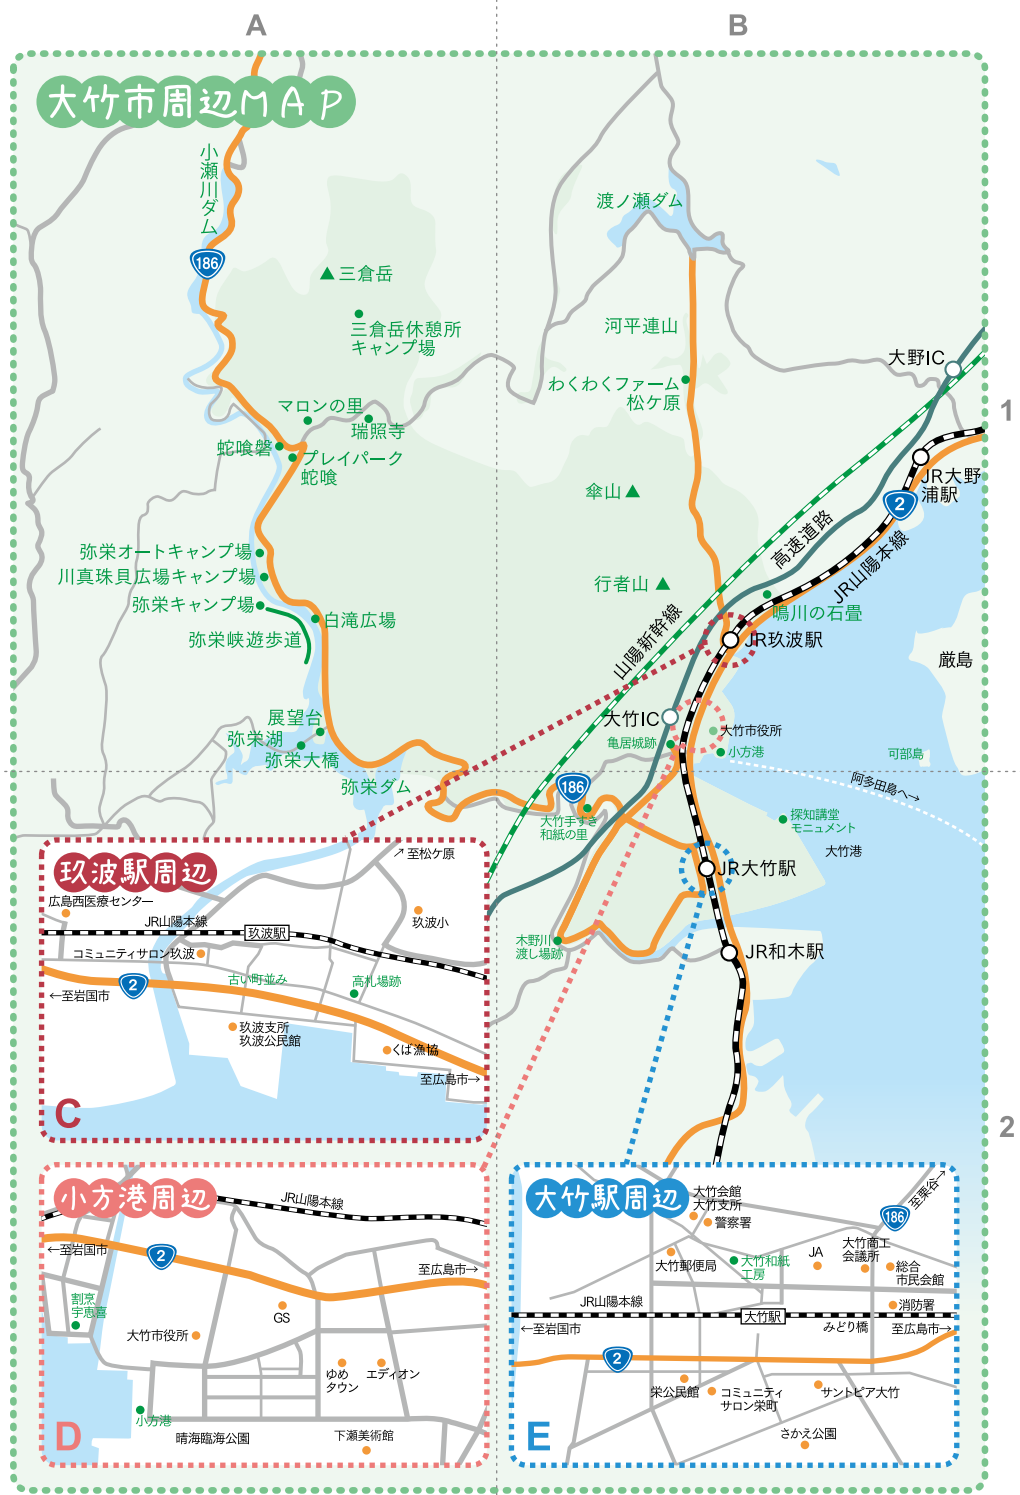 A
B
大竹市周辺MAP
小瀬川ダム
186
渡ノ瀬ダム
三倉岳
三倉岳休憩所
キャンプ場
河平連山
大野IC
わくわくファーム
松ケ原
マロンの里
瑞照寺
1
蛇喰磐
プレイパーク
蛇喰
JR大野
浦駅
傘山
2
高速道路
JR山陽本線
弥栄オートキャンプ場
川真珠貝広場キャンプ場
弥栄キャンプ場
行者山
鳴川の石畳
白滝広場
弥栄峡遊歩道
山陽新幹線
JR玖波駅
厳島
展望台
弥栄湖
弥栄大橋
大竹IC
大竹市役所
亀居城跡
小方港
可部島
弥栄ダム
186
阿多田島へ→
大竹手すき
和紙の里
探知講堂
モニュメント
大竹港
JR大竹駅
木野川
渡し場跡
JR和木駅
玖波駅周辺
↗至松ケ原
広島西医療センター
JR山陽本線
玖波駅
玖波小
コミュニティサロン玖波
古い町並み
高札場跡
2
←至岩国市
玖波支所
玖波公民館
くば漁協
至広島市→
C
2
小方港周辺
JR山陽本線
←至岩国市
2
至広島市→
割烹
宇恵喜
大竹市役所
GS
ゆめ
タウン
エディオン
小方港
晴海臨海公園
下瀬美術館
D
大竹駅周辺
大竹会館
大竹支所
警察署
186
至栗谷↗
大竹郵便局
大竹和紙
工房
JA
大竹商工
会議所
総合
市民会館
消防署
JR山陽本線
大竹駅
みどり橋
←至岩国市
至広島市→
2
栄公民館
コミュニティ
サロン栄町
サントピア大竹
さかえ公園
E